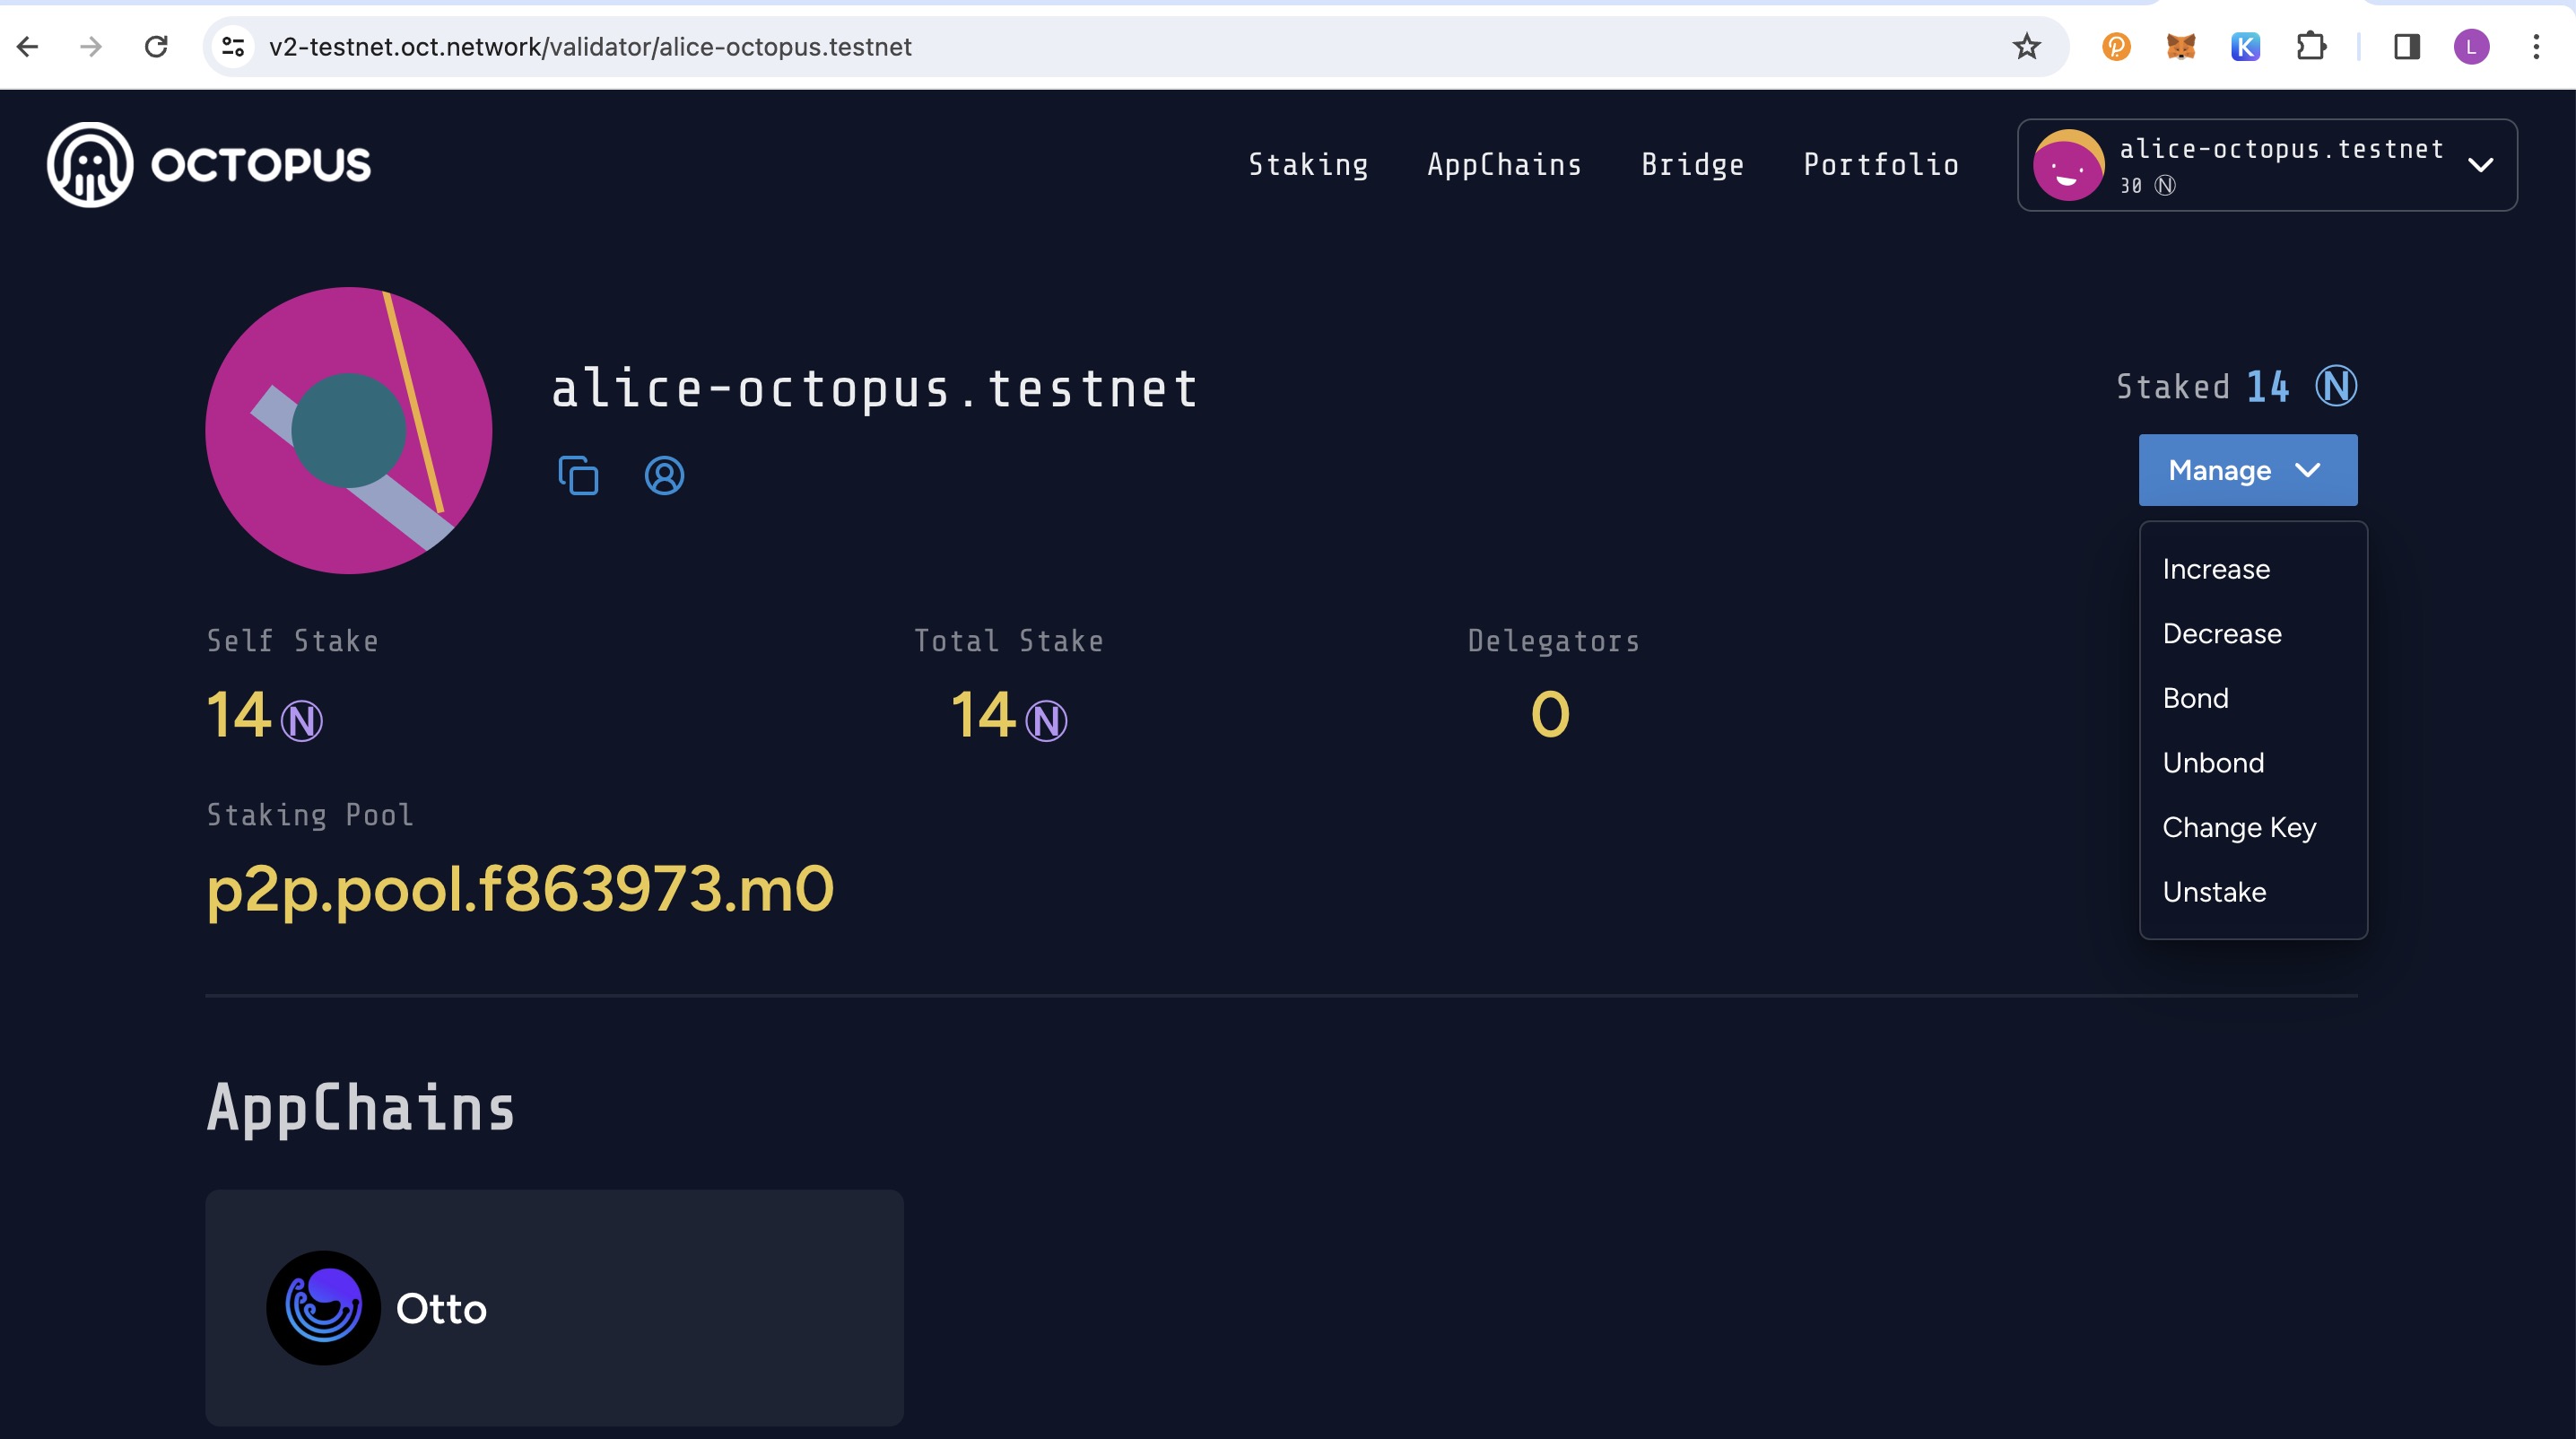 v2-testnet.oct.network/validator/alice-octopus.testnet
K
L
OCTOPUS
Staking
AppChains
Bridge
Portfolio
alice-octopus.testnet
30 Ⓝ
alice-octopus.testnet
Staked 14 Ⓝ
Manage
Increase
Decrease
Bond
Unbond
Change Key
Unstake
Self Stake
14 Ⓝ
Total Stake
14 Ⓝ
Delegators
0
Staking Pool
p2p.pool.f863973.m0
AppChains
Otto